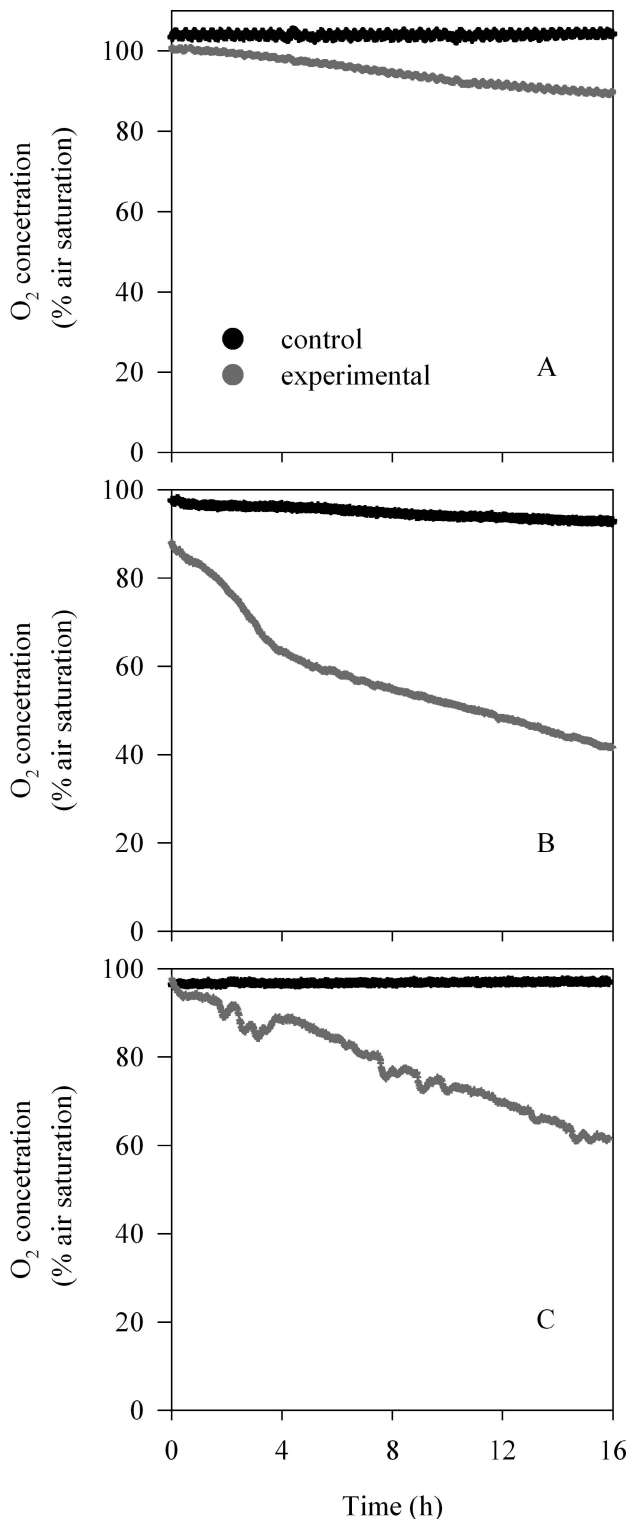 100
80
60
40
20
0
O2 concetration
(% air saturation)
control
experimental
A
100
80
60
40
20
0
O2 concetration
(% air saturation)
B
100
80
60
40
20
0
O2 concetration
(% air saturation)
C
0 4 8 12 16
Time (h)